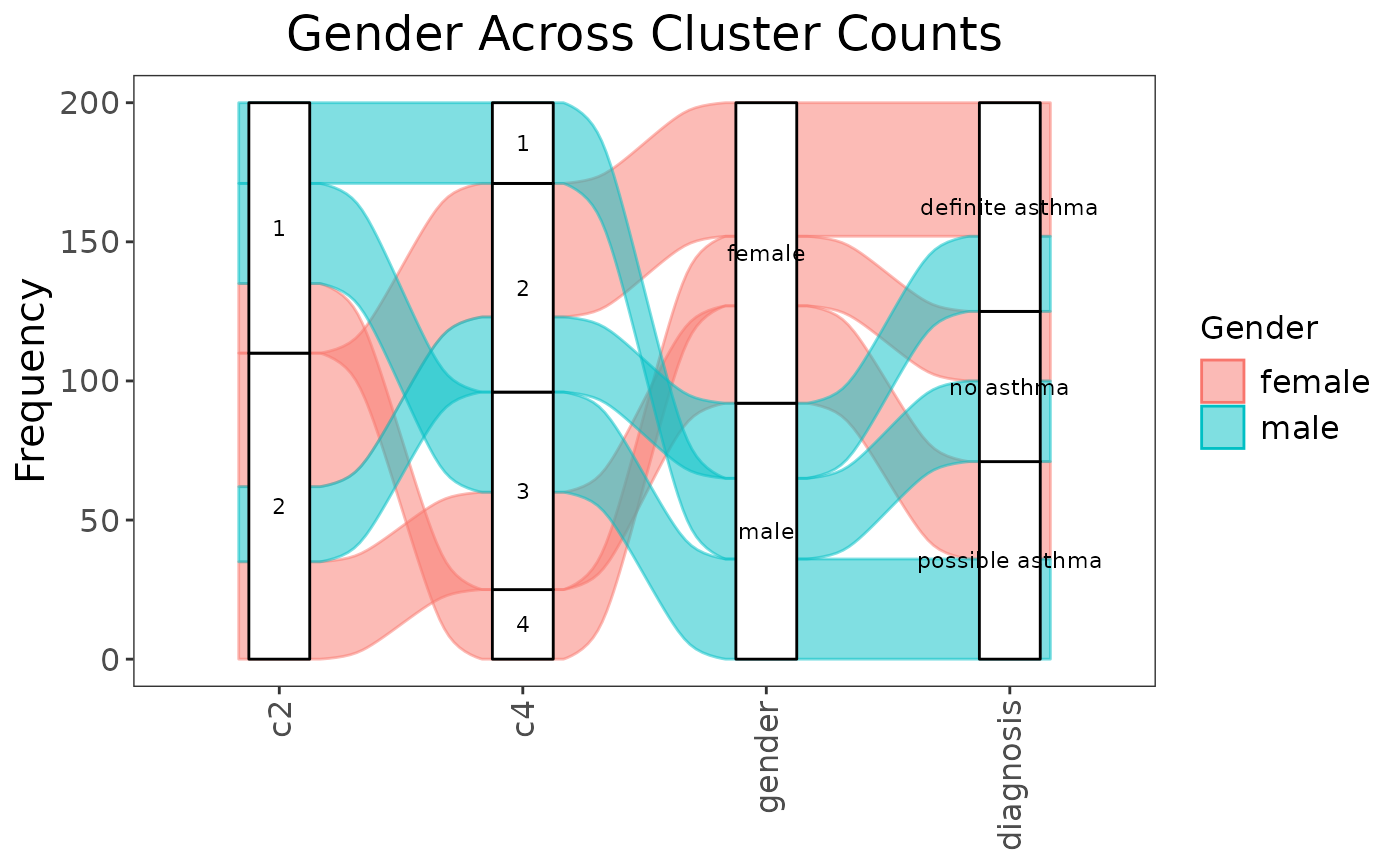 Gender Across Cluster Counts
Frequency
200
150
100
50
0
1
2
1
2
3
4
female
male
definite asthma
no asthma
possible asthma
c2
c4
gender
diagnosis
Gender
female
male